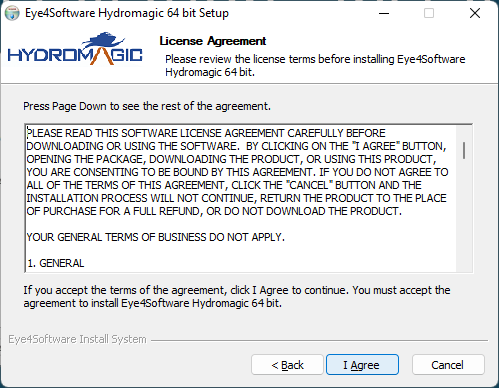 Eye4Software Hydromagic 64 bit Setup
HYDROMAGIC
License Agreement
Please review the license terms before installing Eye4Software
Hydromagic 64 bit.
Press Page Down to see the rest of the agreement.
PLEASE READ THIS SOFTWARE LICENSE AGREEMENT CAREFULLY BEFORE
DOWNLOADING OR USING THE SOFTWARE.  BY CLICKING ON THE "I AGREE" BUTTON,
OPENING THE PACKAGE, DOWNLOADING THE PRODUCT, OR USING THIS PRODUCT,
YOU ARE CONSENTING TO BE BOUND BY THIS AGREEMENT. IF YOU DO NOT AGREE TO
ALL OF THE TERMS OF THIS AGREEMENT, CLICK THE "CANCEL" BUTTON AND THE
INSTALLATION PROCESS WILL NOT CONTINUE, RETURN THE PRODUCT TO THE PLACE
OF PURCHASE FOR A FULL REFUND, OR DO NOT DOWNLOAD THE PRODUCT.
YOUR GENERAL TERMS OF BUSINESS DO NOT APPLY.
1. GENERAL
If you accept the terms of the agreement, click I Agree to continue. You must accept the
agreement to install Eye4Software Hydromagic 64 bit.
Eye4Software Install System
< Back
I Agree
Cancel